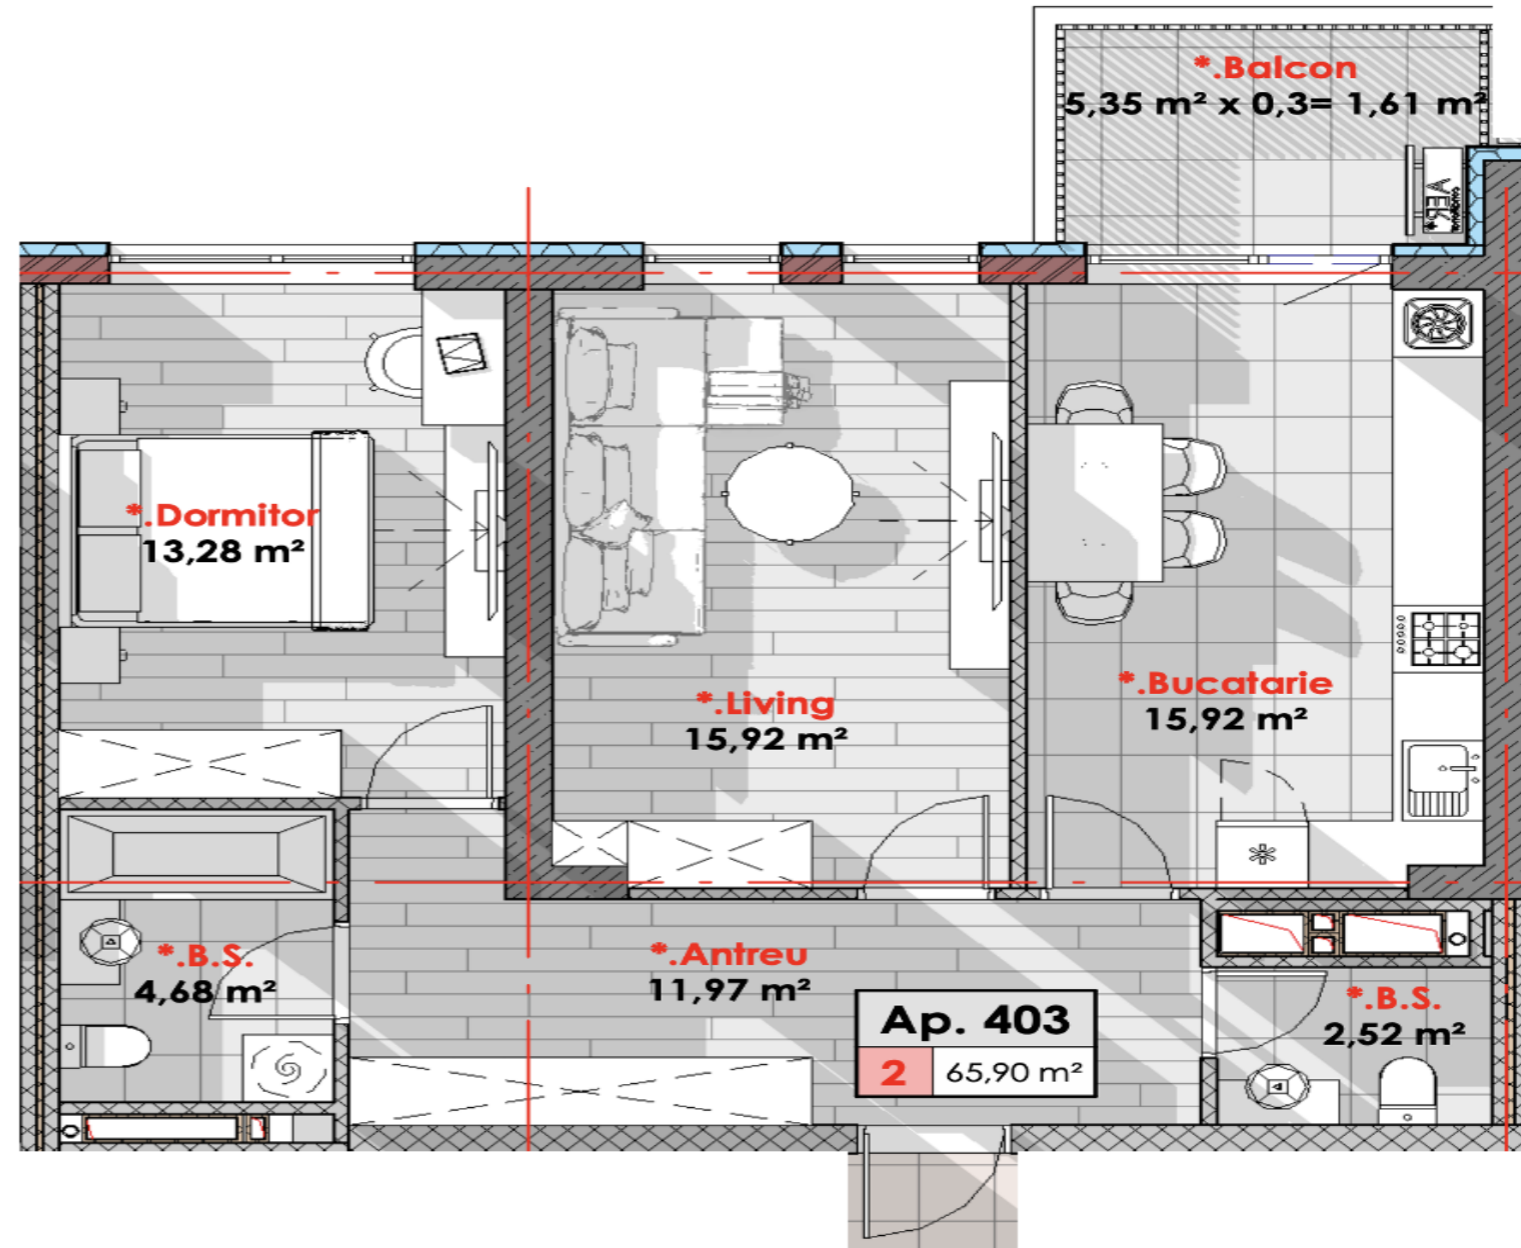 *.Balcon
5,35 m² x 0,3= 1,61 m²
AER*
*.Dormitor
13,28 m²
*.Living
15,92 m²
*.Bucatarie
15,92 m²
*.B.S.
4,68 m²
*.Antreu
11,97 m²
*.B.S.
2,52 m²
Ap. 403
2 65,90 m²